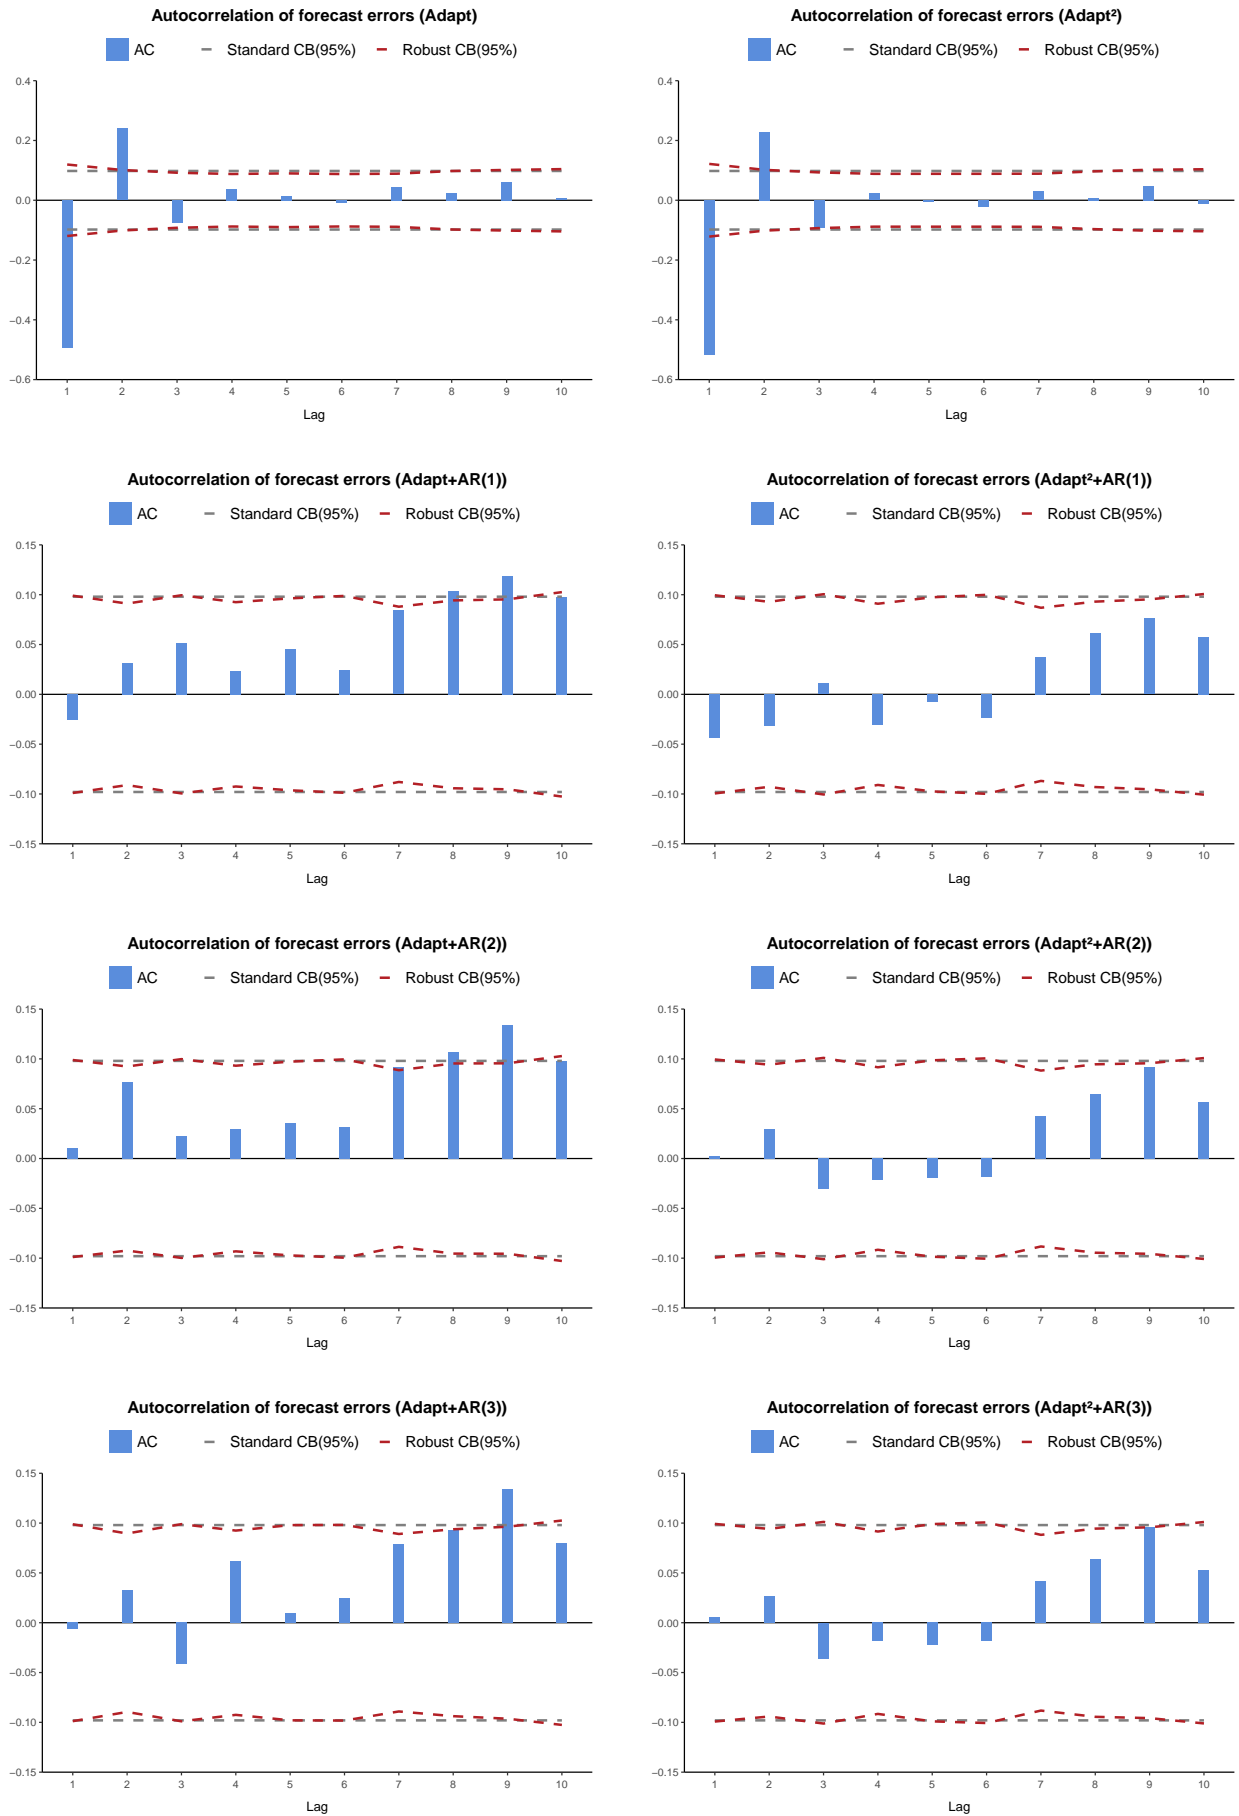 Autocorrelation of forecast errors (Adapt)
AC Standard CB(95%) Robust CB(95%)
0.4
0.2
0.0
−0.2
−0.4
−0.6
1 2 3 4 5 6 7 8 9 10
Lag
Autocorrelation of forecast errors (Adapt²)
AC Standard CB(95%) Robust CB(95%)
0.4
0.2
0.0
−0.2
−0.4
−0.6
1 2 3 4 5 6 7 8 9 10
Lag
Autocorrelation of forecast errors (Adapt+AR(1))
AC Standard CB(95%) Robust CB(95%)
0.15
0.10
0.05
0.00
−0.05
−0.10
−0.15
1 2 3 4 5 6 7 8 9 10
Lag
Autocorrelation of forecast errors (Adapt²+AR(1))
AC Standard CB(95%) Robust CB(95%)
0.15
0.10
0.05
0.00
−0.05
−0.10
−0.15
1 2 3 4 5 6 7 8 9 10
Lag
Autocorrelation of forecast errors (Adapt+AR(2))
AC Standard CB(95%) Robust CB(95%)
0.15
0.10
0.05
0.00
−0.05
−0.10
−0.15
1 2 3 4 5 6 7 8 9 10
Lag
Autocorrelation of forecast errors (Adapt²+AR(2))
AC Standard CB(95%) Robust CB(95%)
0.15
0.10
0.05
0.00
−0.05
−0.10
−0.15
1 2 3 4 5 6 7 8 9 10
Lag
Autocorrelation of forecast errors (Adapt+AR(3))
AC Standard CB(95%) Robust CB(95%)
0.15
0.10
0.05
0.00
−0.05
−0.10
−0.15
1 2 3 4 5 6 7 8 9 10
Lag
Autocorrelation of forecast errors (Adapt²+AR(3))
AC Standard CB(95%) Robust CB(95%)
0.15
0.10
0.05
0.00
−0.05
−0.10
−0.15
1 2 3 4 5 6 7 8 9 10
Lag